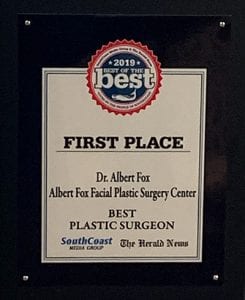 2019
BEST OF THE
best
FIRST PLACE
Dr. Albert Fox
Albert Fox Facial Plastic Surgery Center
BEST
PLASTIC SURGEON
SouthCoast The Herald News
MEDIA GROUP